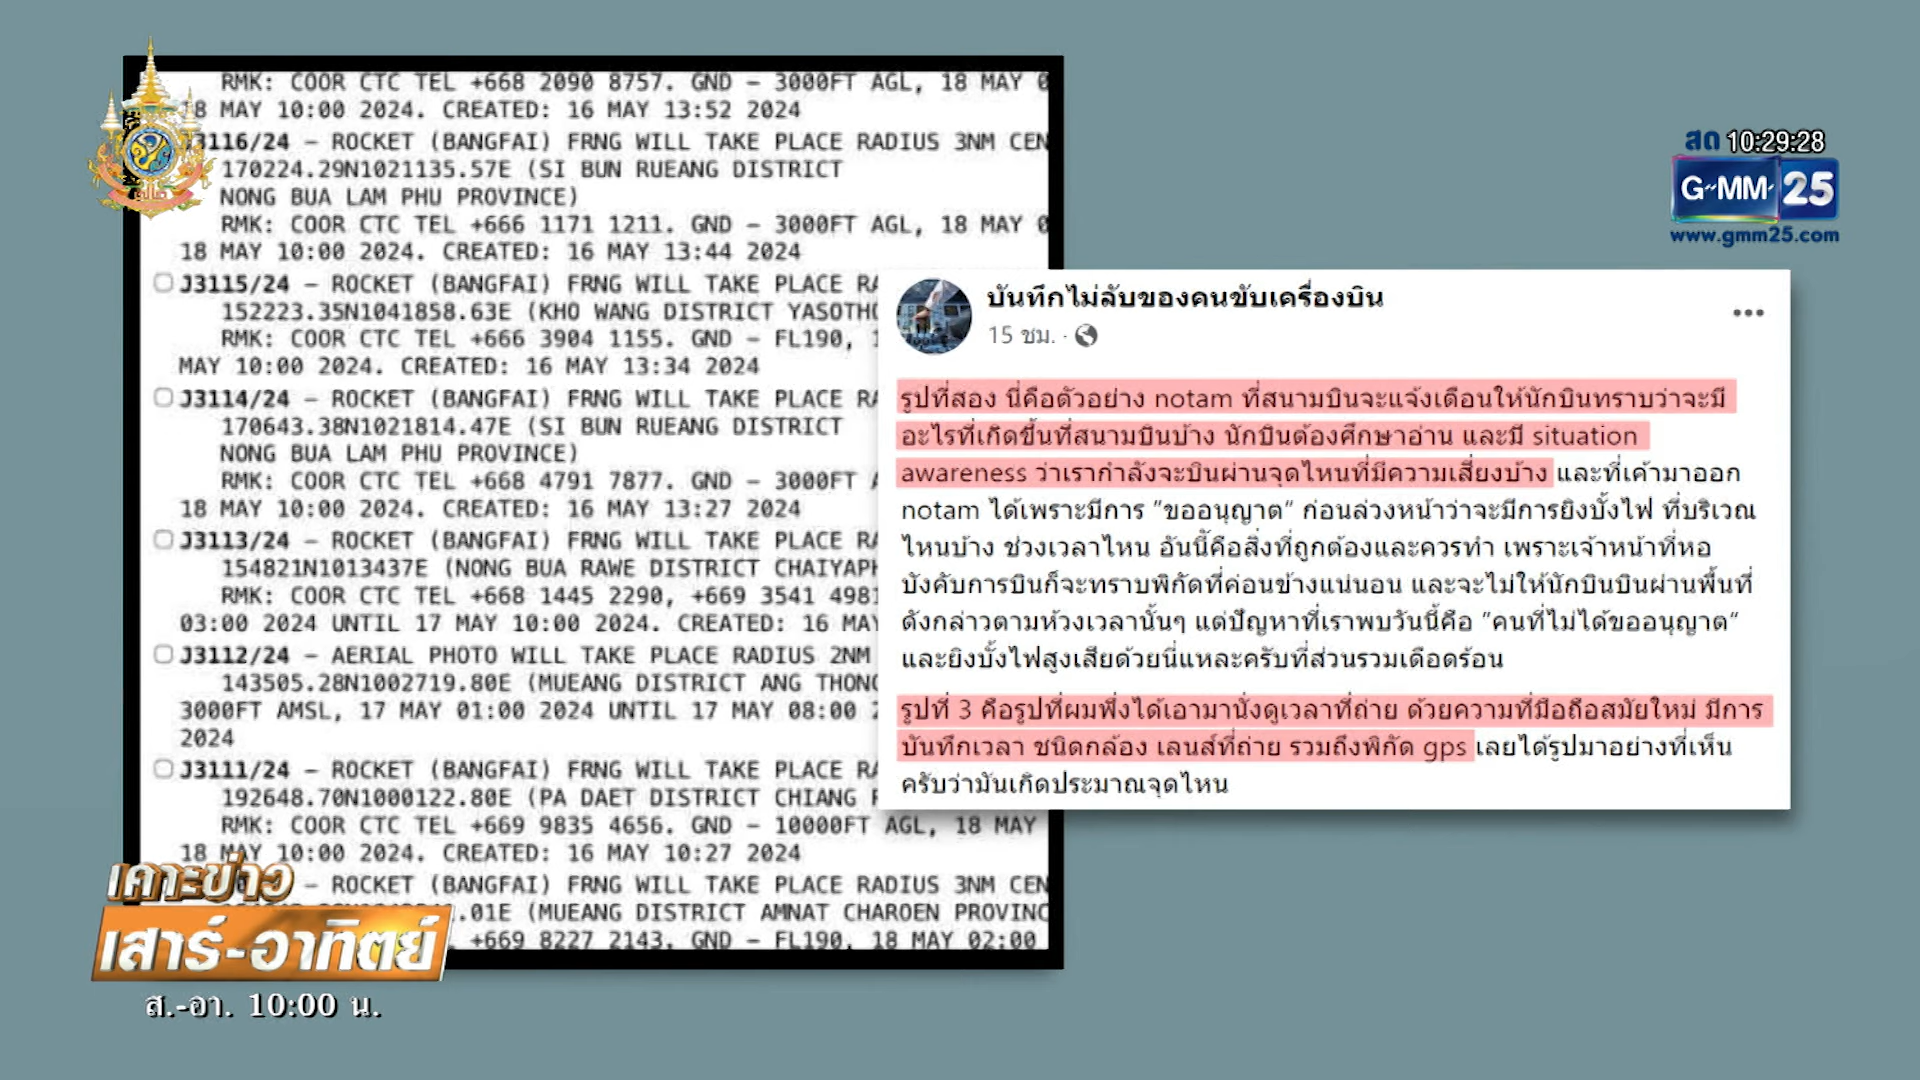 RMK: COOR CTC TEL +668 2090 8757. GND – 3000FT AGL, 18 MAY
18 MAY 10:00 2024. CREATED: 16 MAY 13:52 2024
J3116/24 – ROCKET (BANGFAI) FRNG WILL TAKE PLACE RADIUS 3NM CEN
170224.29N1021135.57E (SI BUN RUEANG DISTRICT
NONG BUA LAM PHU PROVINCE)
RMK: COOR CTC TEL +666 1171 1211. GND – 3000FT AGL, 18 MAY
18 MAY 10:00 2024. CREATED: 16 MAY 13:44 2024
J3115/24 – ROCKET (BANGFAI) FRNG WILL TAKE PLACE
152223.35N1041858.63E (KHO WANG DISTRICT YASOTHO
RMK: COOR CTC TEL +666 3904 1155. GND – FL190,
MAY 10:00 2024. CREATED: 16 MAY 13:34 2024
J3114/24 – ROCKET (BANGFAI) FRNG WILL TAKE PLACE
170643.38N1021814.47E (SI BUN RUEANG DISTRICT
NONG BUA LAM PHU PROVINCE)
RMK: COOR CTC TEL +668 4791 7877. GND – 3000FT
18 MAY 10:00 2024. CREATED: 16 MAY 13:27 2024
J3113/24 – ROCKET (BANGFAI) FRNG WILL TAKE PLACE
154821N1013437E (NONG BUA RAWE DISTRICT CHAIYAPH
RMK: COOR CTC TEL +668 1445 2290, +669 3541 4981
03:00 2024 UNTIL 17 MAY 10:00 2024. CREATED: 16 MAY
J3112/24 – AERIAL PHOTO WILL TAKE PLACE RADIUS 2NM
143505.28N1002719.80E (MUEANG DISTRICT ANG THONG
3000FT AMSL, 17 MAY 01:00 2024 UNTIL 17 MAY 08:00
2024
J3111/24 – ROCKET (BANGFAI) FRNG WILL TAKE PLACE
192648.70N1000122.80E (PA DAET DISTRICT CHIANG
RMK: COOR CTC TEL +669 9835 4656. GND – 10000FT AGL, 18 MAY
18 MAY 10:00 2024. CREATED: 16 MAY 10:27 2024
– ROCKET (BANGFAI) FRNG WILL TAKE PLACE RADIUS 3NM CEN
.01E (MUEANG DISTRICT AMNAT CHAROEN PROVINC
+669 8227 2143. GND – FL190, 18 MAY 02:00
สด 10:29:28
GMM 25
www.gmm25.com
บันทึกไม่ลับของคนขับเครื่องบิน
15 ชม.
รูปที่สอง นี่คือตัวอย่าง notam ที่สนามบินจะแจ้งเตือนให้นักบินทราบว่าจะมี
อะไรที่เกิดขึ้นที่สนามบินบ้าง นักบินต้องศึกษาอ่าน และมี situation
awareness ว่าเรากำลังจะบินผ่านจุดไหนที่มีความเสี่ยงบ้าง และที่เค้ามาออก
notam ได้เพราะมีการ "ขออนุญาต" ก่อนล่วงหน้าว่าจะมีการยิงบั้งไฟ ที่บริเวณ
ไหนบ้าง ช่วงเวลาไหน อันนี้คือสิ่งที่ถูกต้องและควรทำ เพราะเจ้าหน้าที่หอ
บังคับการบินก็จะทราบพิกัดที่ค่อนข้างแน่นอน และจะไม่ให้นักบินบินผ่านพื้นที่
ดังกล่าวตามห้วงเวลานั้นๆ แต่ปัญหาที่เราพบวันนี้คือ "คนที่ไม่ได้ขออนุญาต"
และยิงบั้งไฟสูงเสียด้วยนี่แหละครับที่ส่วนรวมเดือดร้อน
รูปที่ 3 คือรูปที่ผมพึ่งได้เอามานั่งดูเวลาที่ถ่าย ด้วยความที่มือถือสมัยใหม่ มีการ
บันทึกเวลา ชนิดกล้อง เลนส์ที่ถ่าย รวมถึงพิกัด gps เลยได้รูปมาอย่างที่เห็น
ครับว่ามันเกิดประมาณจุดไหน
เคาะข่าว
เสาร์-อาทิตย์
ส.-อา. 10:00 น.